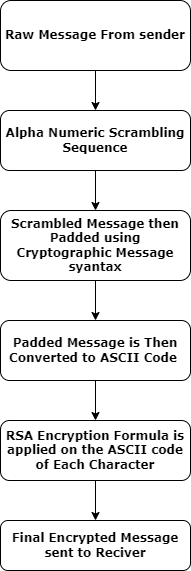 Raw Message From sender
Alpha Numeric Scrambling
Sequence
Scrambled Message then
Padded using
Cryptographic Message
syantax
Padded Message is Then
Converted to ASCII Code
RSA Encryption Formula is
applied on the ASCII code
of Each Character
Final Encrypted Message
sent to Reciver